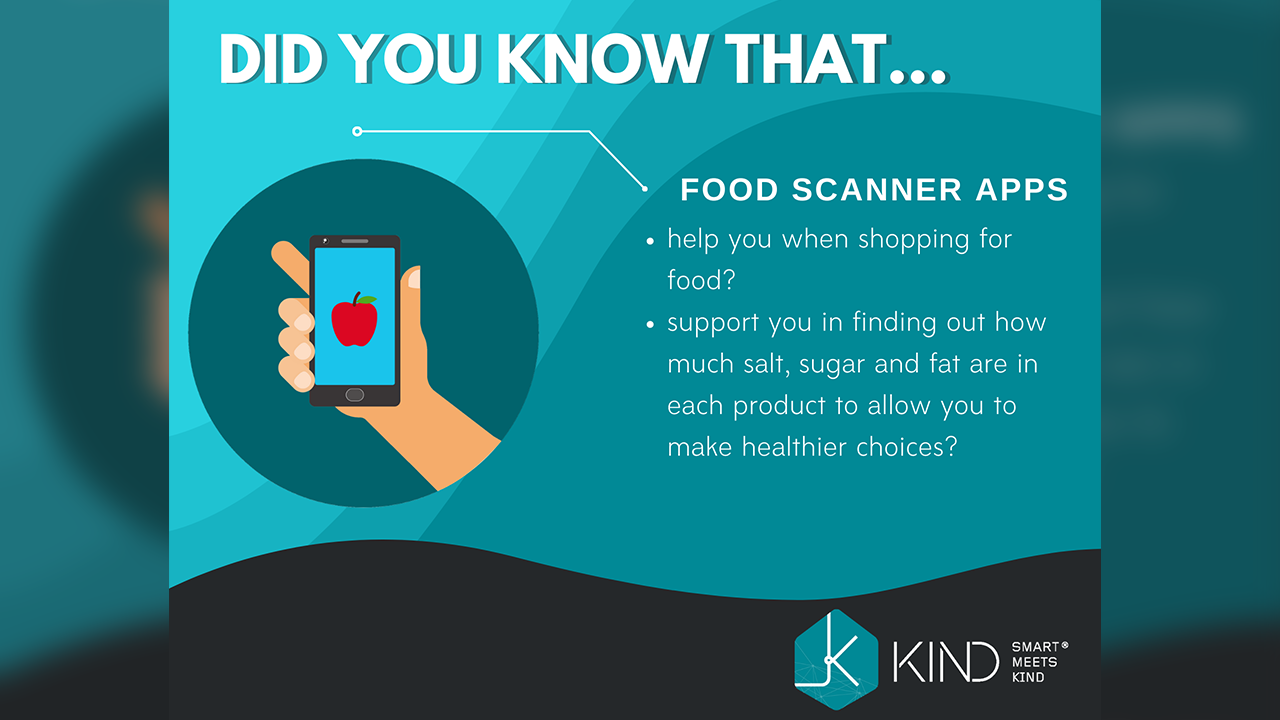 DID YOU KNOW THAT...
FOOD SCANNER APPS
• help you when shopping for
food?
• support you in finding out how
much salt, sugar and fat are in
each product to allow you to
make healthier choices?
KIND
SMART®
MEETS
KIND